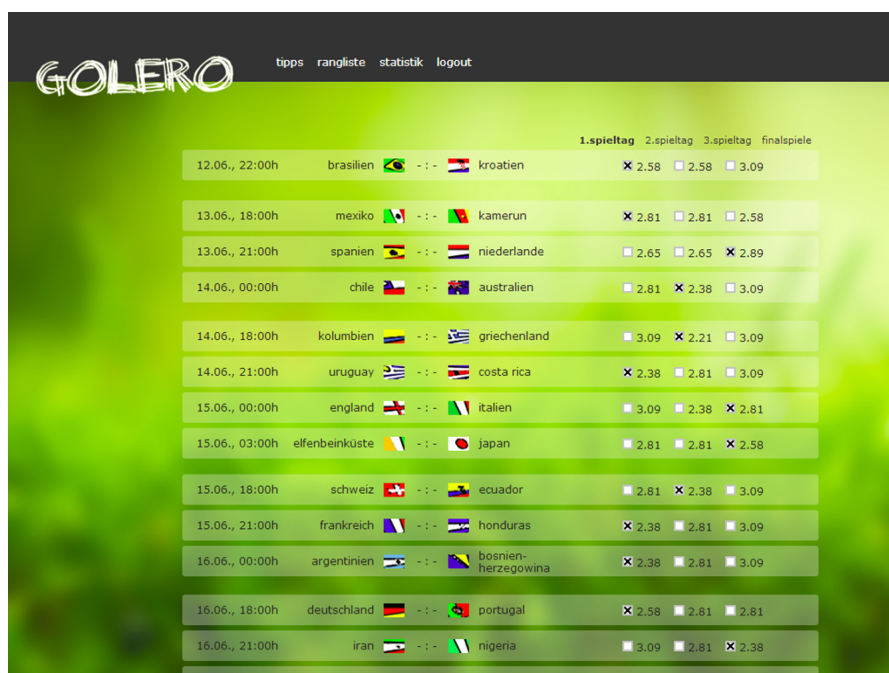 GOLERO
tipps rangliste statistik logout
1.spieltag 2.spieltag 3.spieltag finalspiele
12.06., 22:00h brasilien - : - kroatien 2.58 2.58 3.09
13.06., 18:00h mexiko - : - kamerun 2.81 2.81 2.58
13.06., 21:00h spanien - : - niederlande 2.65 2.65 2.89
14.06., 00:00h chile - : - australien 2.81 2.38 3.09
14.06., 18:00h kolumbien - : - griechenland 3.09 2.21 3.09
14.06., 21:00h uruguay - : - costa rica 2.38 2.81 3.09
15.06., 00:00h england - : - italien 3.09 2.38 2.81
15.06., 03:00h elfenbeinküste - : - japan 2.81 2.81 2.58
15.06., 18:00h schweiz - : - ecuador 2.81 2.38 3.09
15.06., 21:00h frankreich - : - honduras 2.38 2.81 3.09
16.06., 00:00h argentinien - : - bosnien-
herzegowina 2.38 2.81 3.09
16.06., 18:00h deutschland - : - portugal 2.58 2.81 2.81
16.06., 21:00h iran - : - nigeria 3.09 2.81 2.38